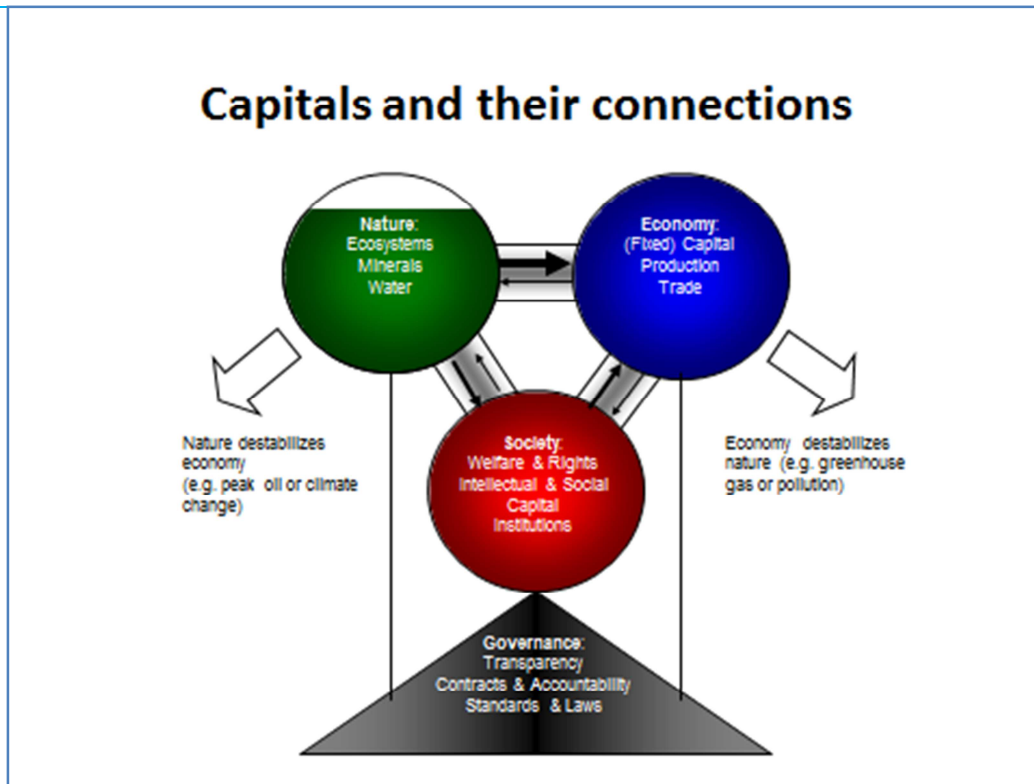 Capitals and their connections
Nature:
Ecosystems
Minerals
Water
Economy:
(Fixed) Capital
Production
Trade
Nature destabilizes
economy
(e.g. peak oil or climate
change)
Society:
Welfare & Rights
Intellectual & Social
Capital
Institutions
Economy destabilizes
nature (e.g. greenhouse
gas or pollution)
Governance:
Transparency
Contracts & Accountability
Standards & Laws